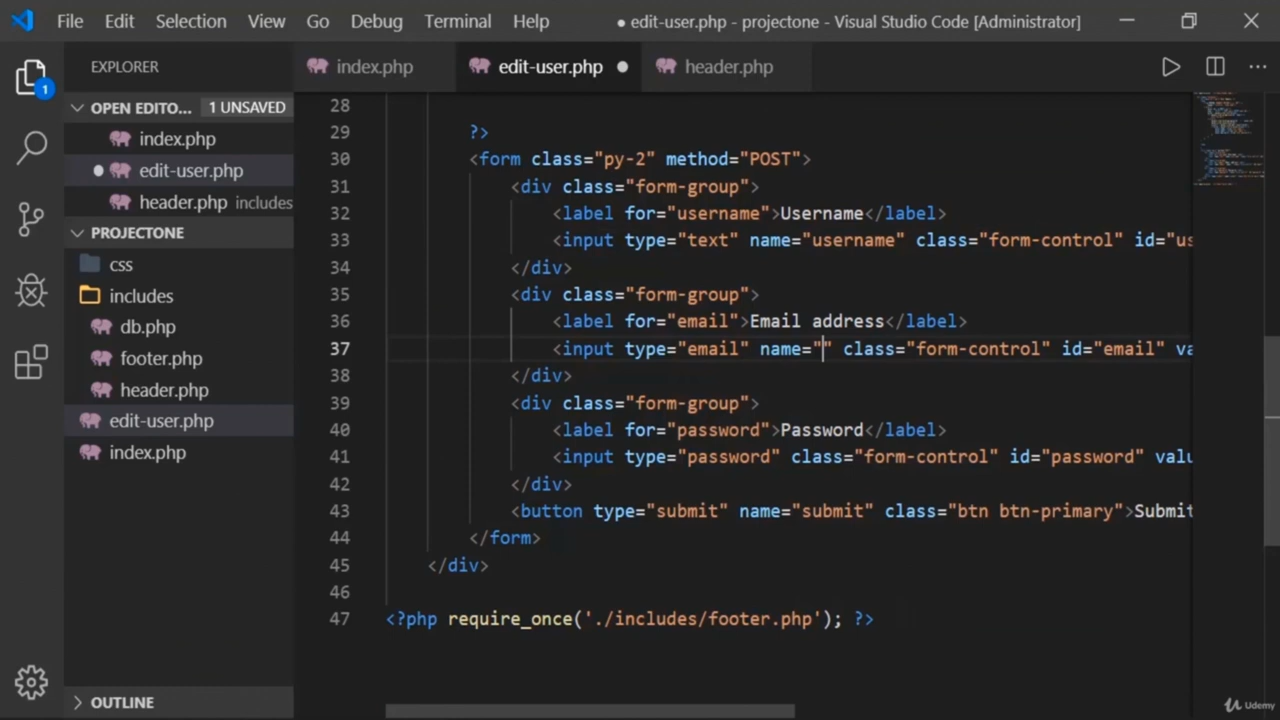 File Edit Selection View Go Debug Terminal Help ● edit-user.php - projectone - Visual Studio Code [Administrator]
EXPLORER
index.php edit-user.php ● header.php
OPEN EDITO... 1 UNSAVED
index.php
● edit-user.php
header.php includes
PROJECTONE
css
includes
db.php
footer.php
header.php
edit-user.php
index.php
OUTLINE
1
28
29 ?>
30 <form class="py-2" method="POST">
31 <div class="form-group">
32 <label for="username">Username</label>
33 <input type="text" name="username" class="form-control" id="us
34 </div>
35 <div class="form-group">
36 <label for="email">Email address</label>
37 <input type="email" name="" class="form-control" id="email" va
38 </div>
39 <div class="form-group">
40 <label for="password">Password</label>
41 <input type="password" class="form-control" id="password" valu
42 </div>
43 <button type="submit" name="submit" class="btn btn-primary">Submit
44 </form>
45 </div>
46
47 <?php require_once('./includes/footer.php'); ?>
Udemy